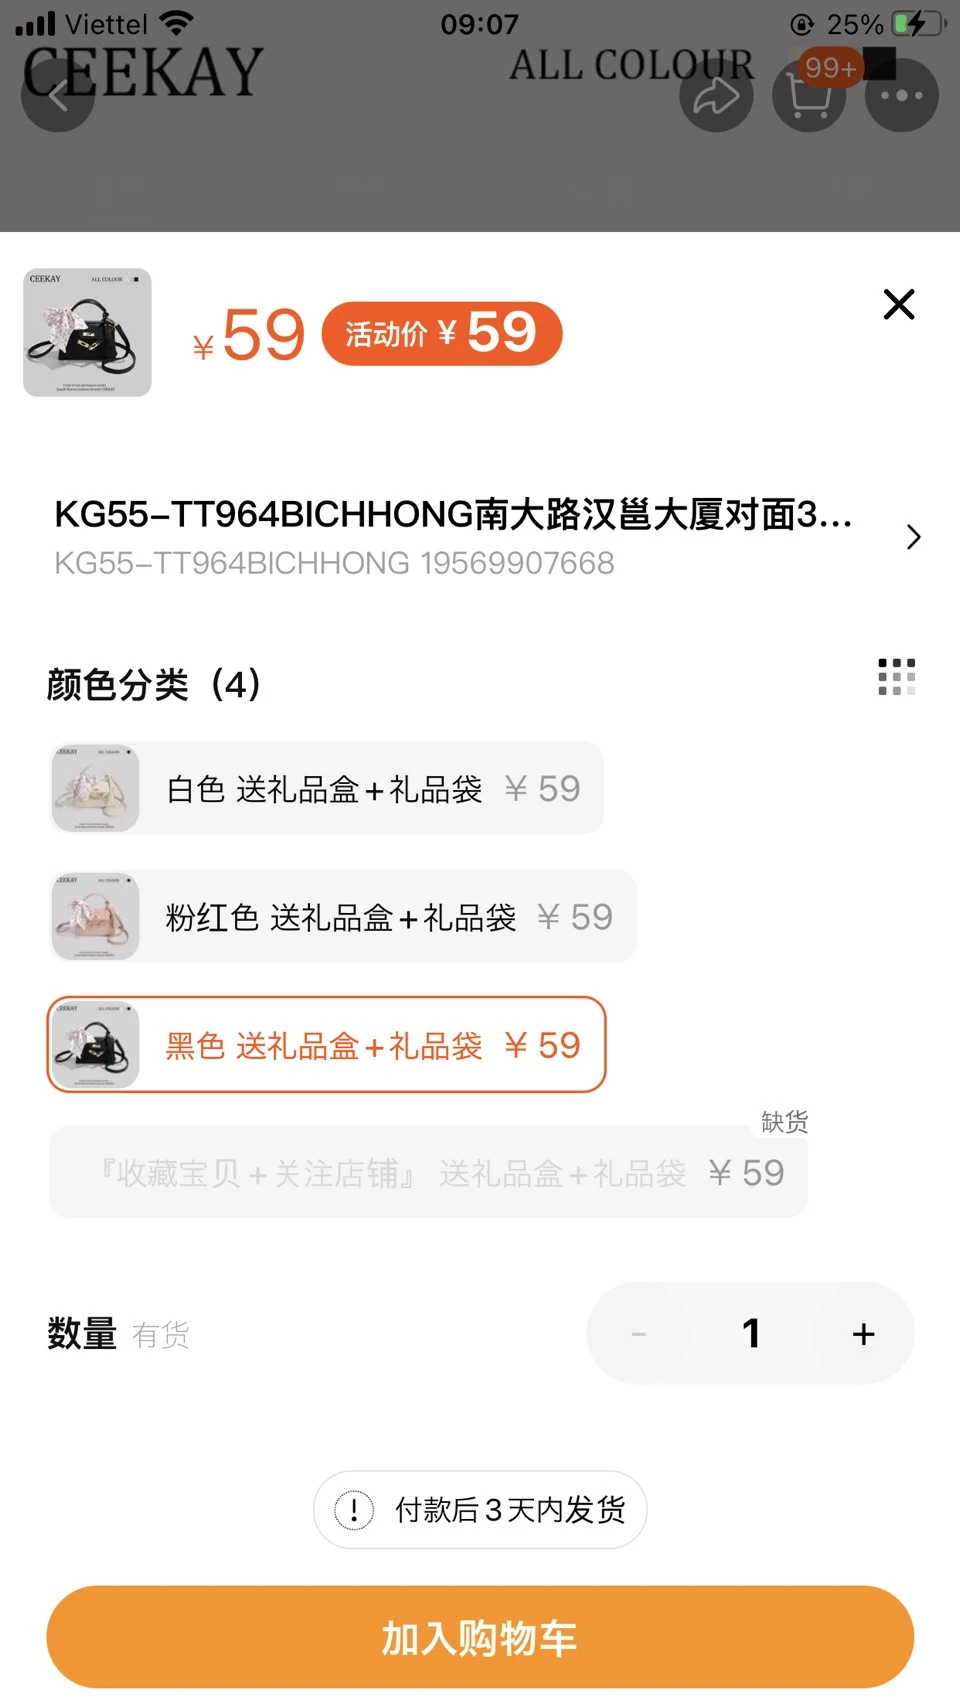 Viettel 09:07 25%
CEEKAY ALL COLOUR 99+
CEEKAY ALL COLOUR
¥59 活动价 ¥ 59
KG55-TT964BICHHONG南大路汉邕大厦对面3...
KG55-TT964BICHHONG 19569907668
颜色分类（4）
白色 送礼品盒+礼品袋 ¥ 59
粉红色 送礼品盒+礼品袋 ¥ 59
黑色 送礼品盒+礼品袋 ¥ 59
缺货
『收藏宝贝+关注店铺』 送礼品盒+礼品袋 ¥ 59
数量 有货 - 1 +
付款后3天内发货
加入购物车